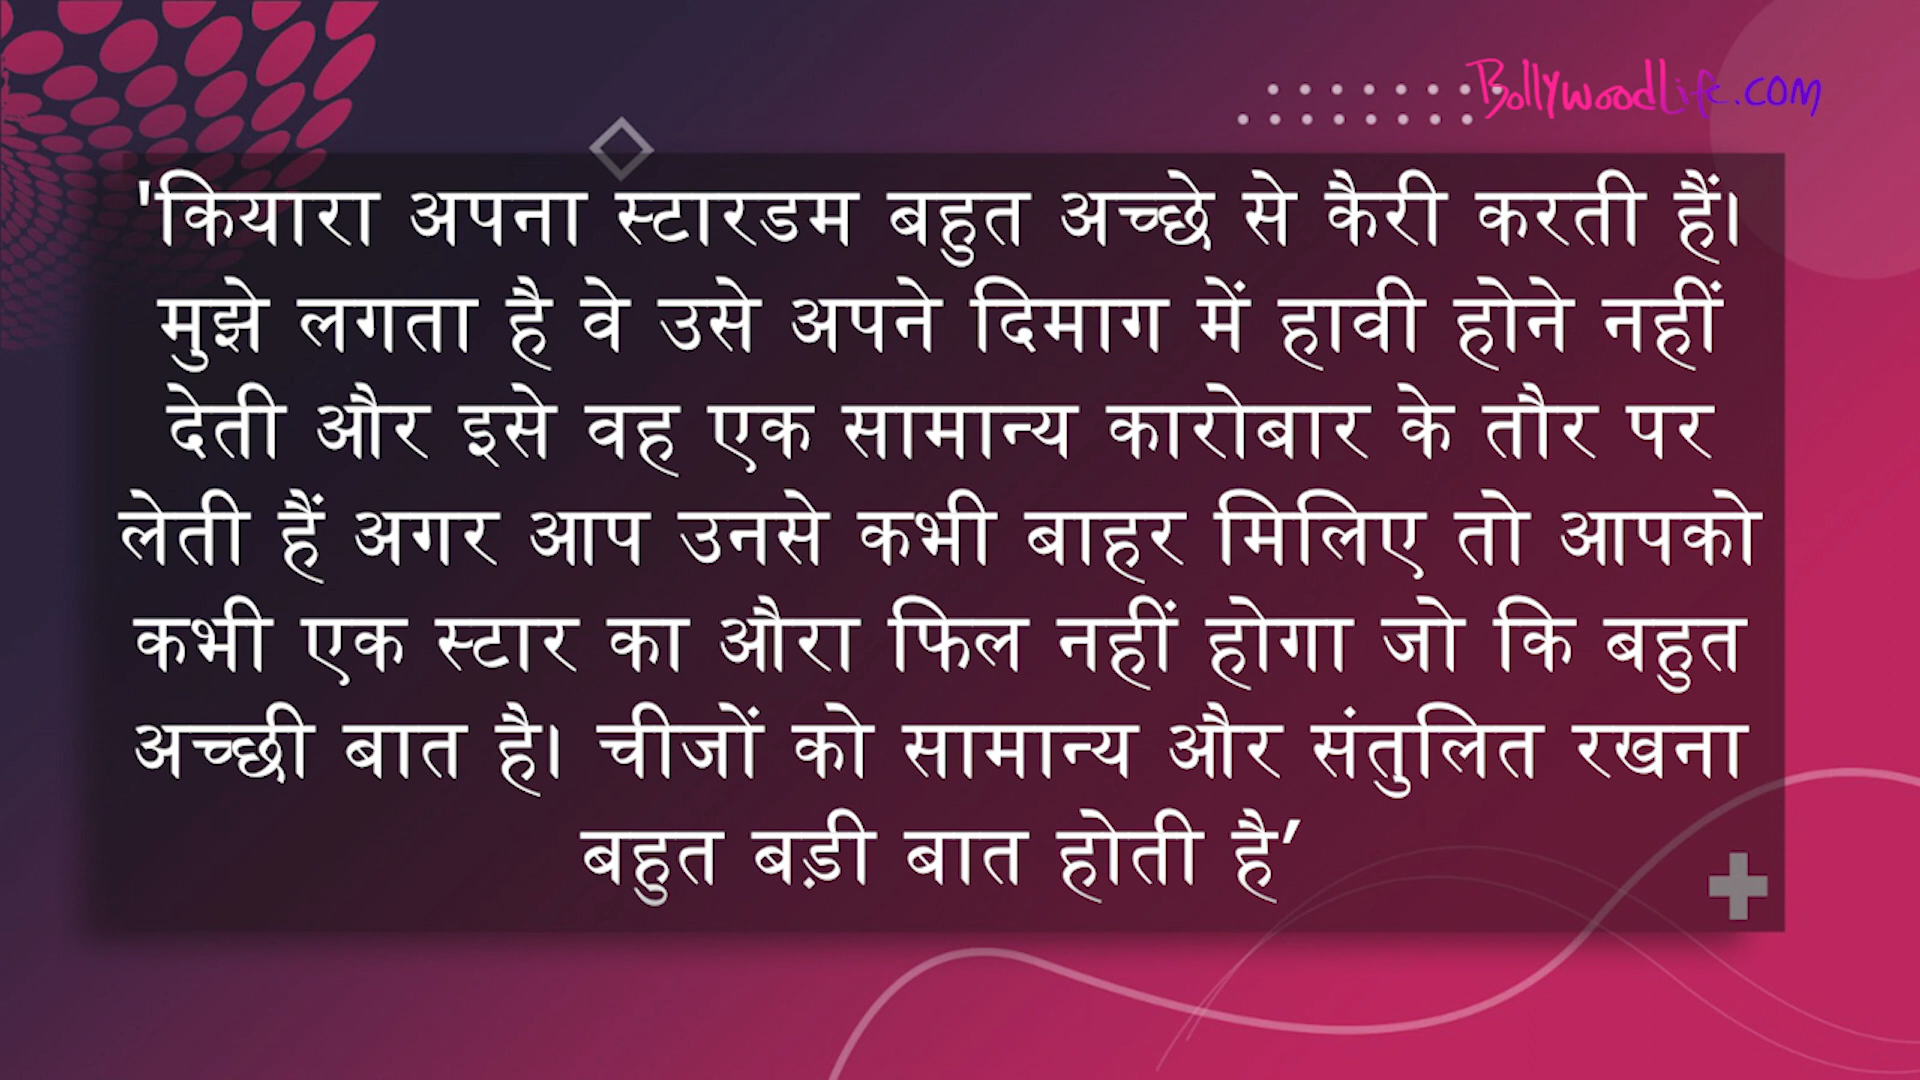 BollywoodLife.com
'कियारा अपना स्टारडम बहुत अच्छे से कैरी करती हैं।
मुझे लगता है वे उसे अपने दिमाग में हावी होने नहीं
देती और इसे वह एक सामान्य कारोबार के तौर पर
लेती हैं अगर आप उनसे कभी बाहर मिलिए तो आपको
कभी एक स्टार का औरा फिल नहीं होगा जो कि बहुत
अच्छी बात है। चीजों को सामान्य और संतुलित रखना
बहुत बड़ी बात होती है’